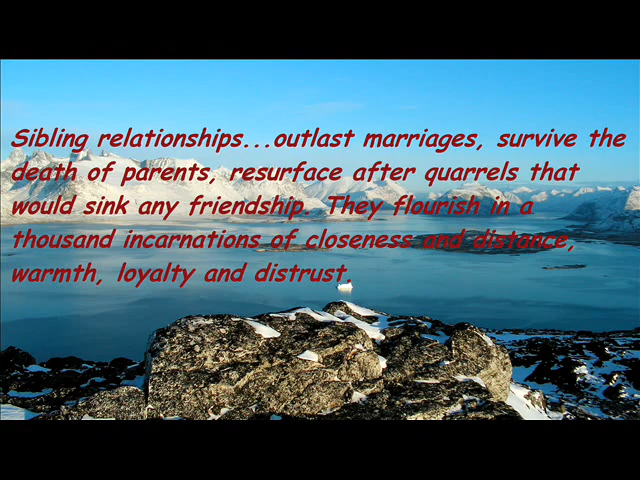 Sibling relationships...outlast marriages, survive the
death of parents, resurface after quarrels that
would sink any friendship. They flourish in a
thousand incarnations of closeness and distance,
warmth, loyalty and distrust.